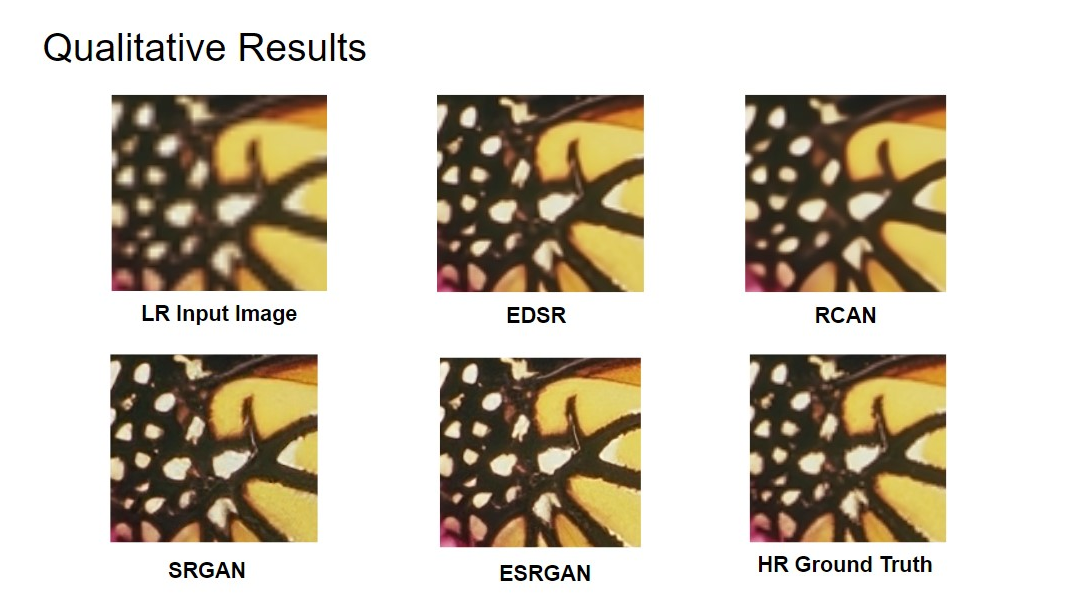 Qualitative Results
LR Input Image
EDSR
RCAN
SRGAN
ESRGAN
HR Ground Truth